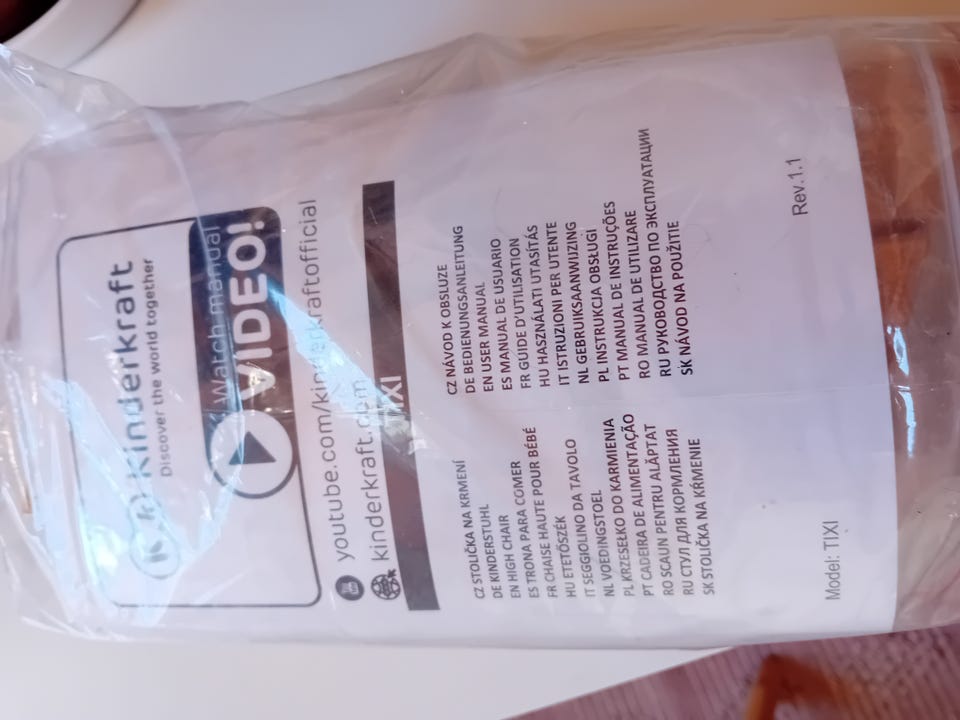 kinderkraft
Discover the world together
Watch manual
VIDEO!
youtube.com/kinderkraftofficial
kinderkraft.com
TIXI
CZ STOLIČKA NA KRMENÍ
DE KINDERSTUHL
EN HIGH CHAIR
ES TRONA PARA COMER
FR CHAISE HAUTE POUR BÉBÉ
HU ETETŐSZÉK
IT SEGGIOLINO DA TAVOLO
NL VOEDINGSTOEL
PL KRZESEŁKO DO KARMIENIA
PT CADEIRA DE ALIMENTAÇÃO
RO SCAUN PENTRU ALĂPTAT
RU СТУЛ ДЛЯ КОРМЛЕНИЯ
SK STOLIČKA NA KŔMENIE
CZ NÁVOD K OBSLUZE
DE BEDIENUNGSANLEITUNG
EN USER MANUAL
ES MANUAL DE USUARIO
FR GUIDE D'UTILISATION
HU HASZNÁLATI UTASÍTÁS
IT ISTRUZIONI PER UTENTE
NL GEBRUIKSAANWIJZING
PL INSTRUKCJA OBSŁUGI
PT MANUAL DE INSTRUÇÕES
RO MANUAL DE UTILIZARE
RU РУКОВОДСТВО ПО ЭКСПЛУАТАЦИИ
SK NÁVOD NA POUŽITIE
Model: TIXI
Rev.1.1